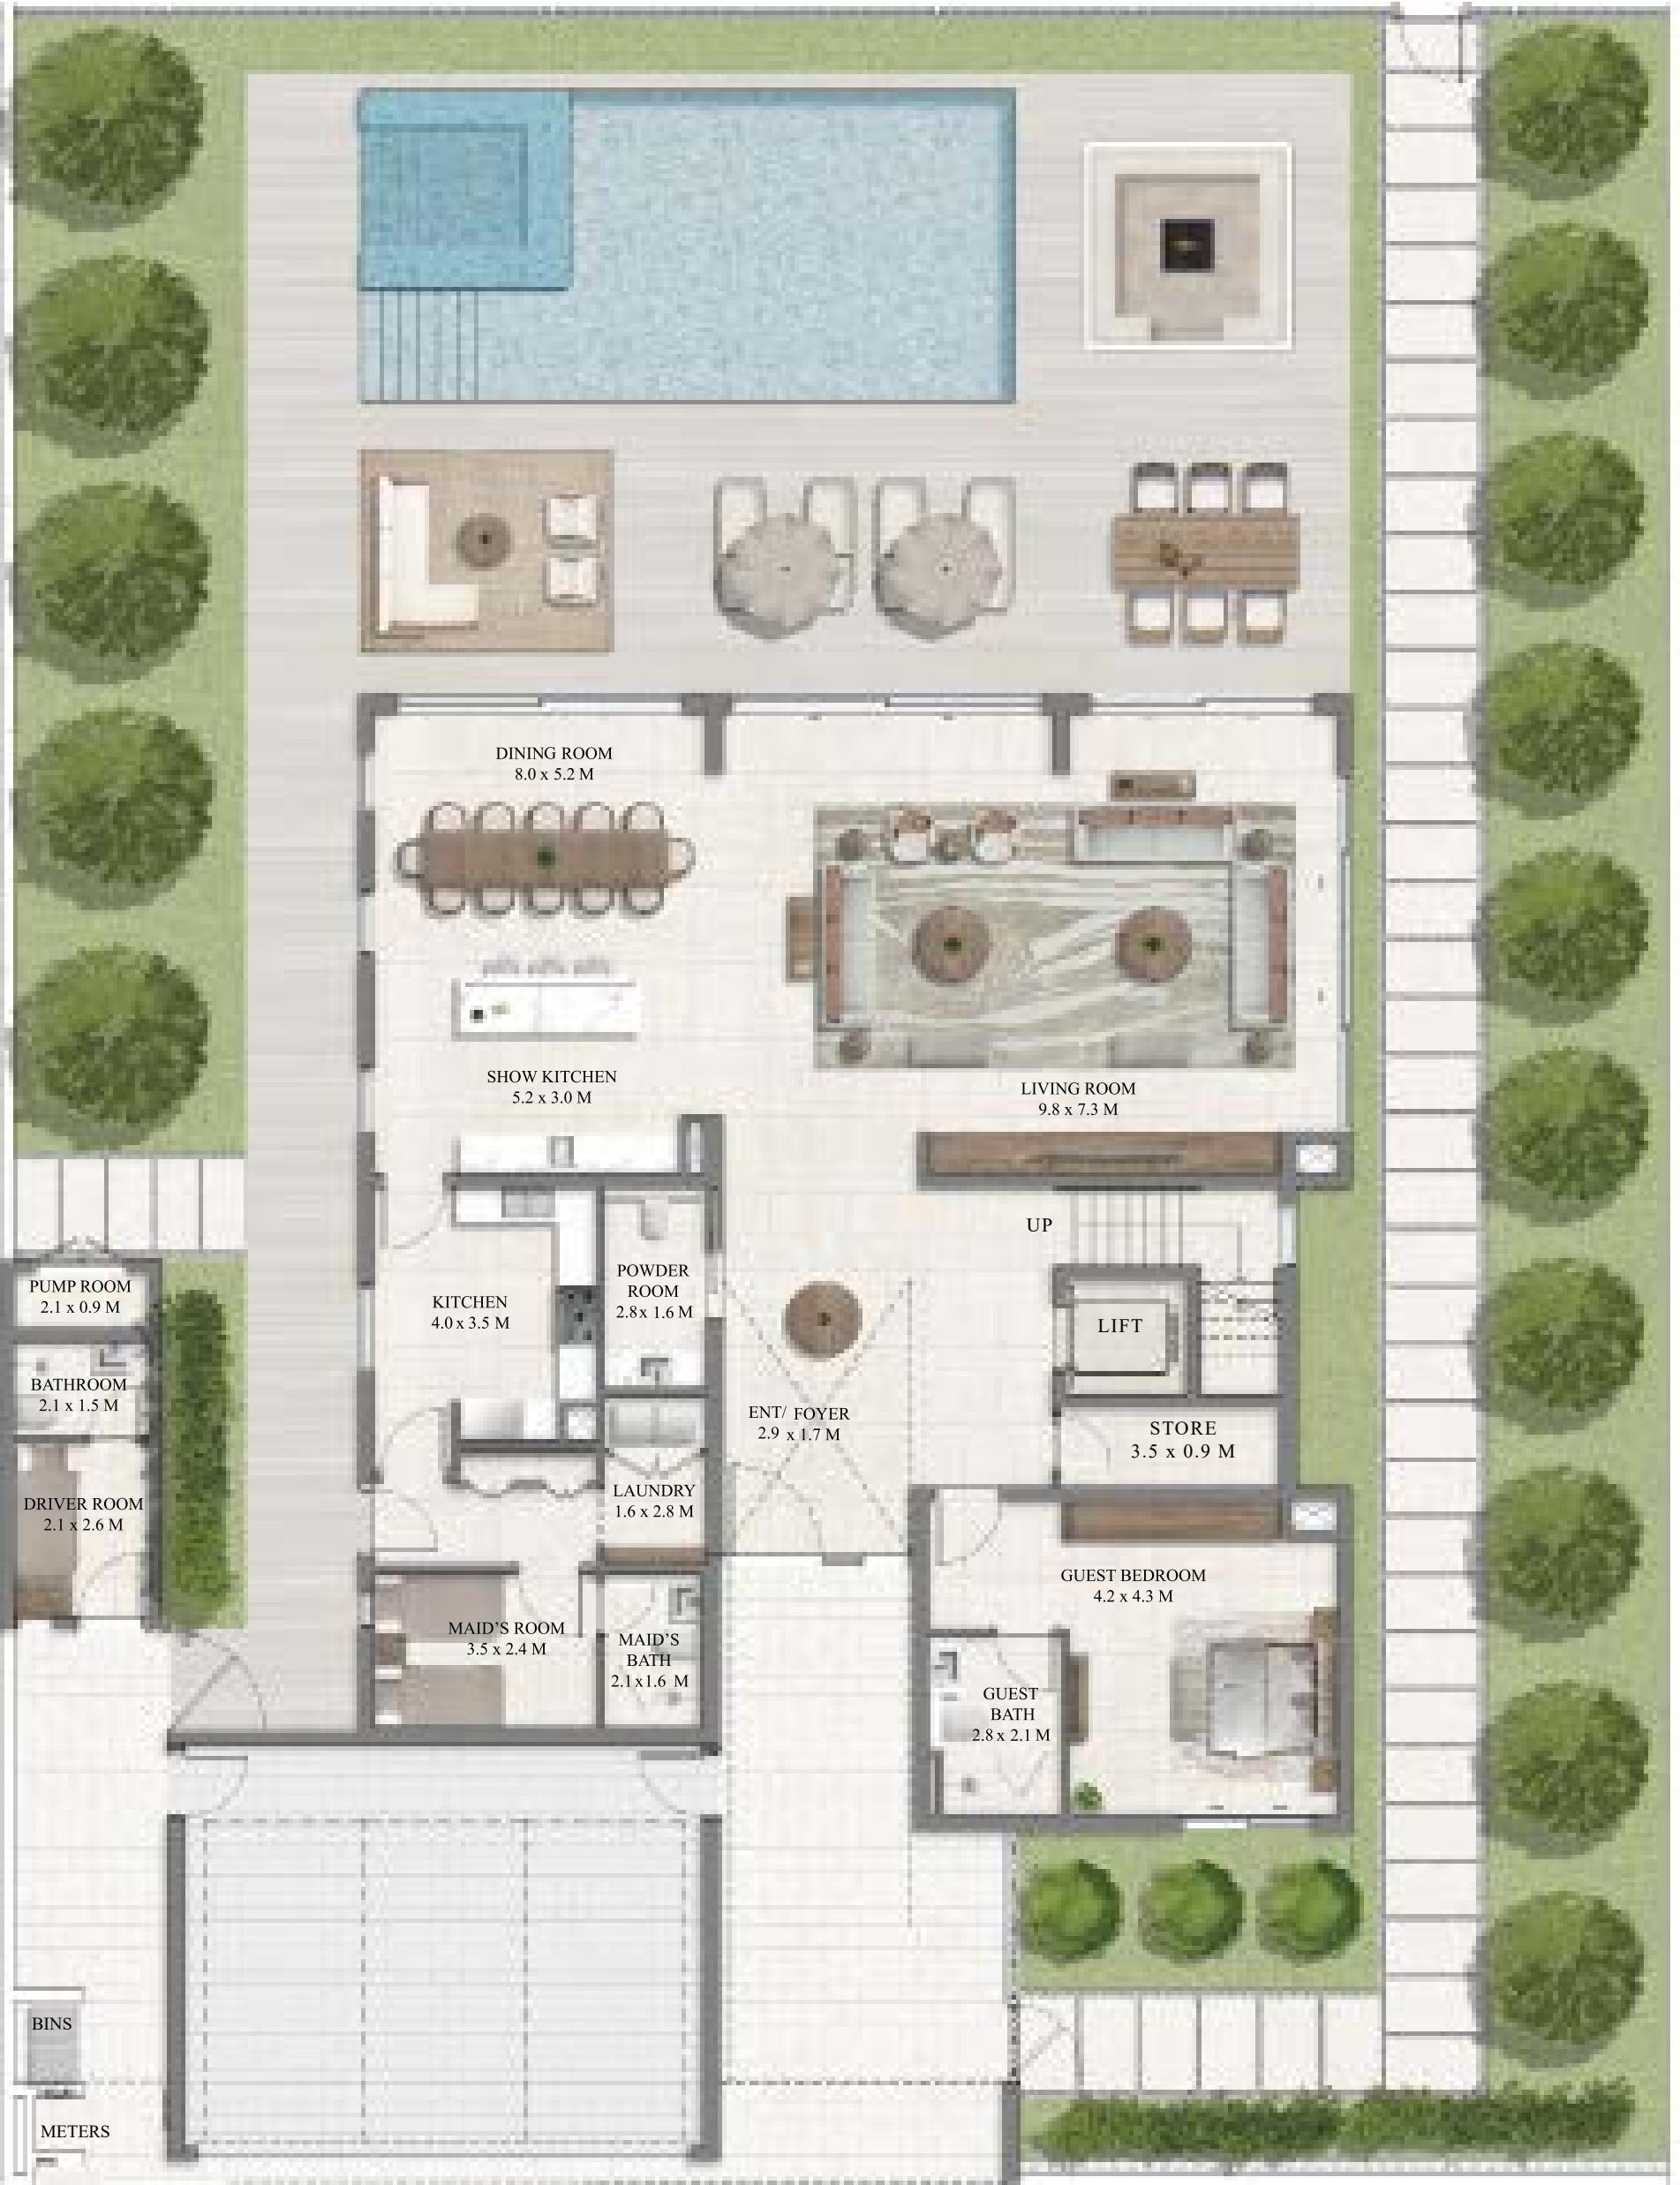 DINING ROOM
8.0 x 5.2 M
SHOW KITCHEN
5.2 x 3.0 M
LIVING ROOM
9.8 x 7.3 M
UP
PUMP ROOM
2.1 x 0.9 M
KITCHEN
4.0 x 3.5 M
POWDER
ROOM
2.8 x 1.6 M
LIFT
BATHROOM
2.1 x 1.5 M
ENT/ FOYER
2.9 x 1.7 M
STORE
3.5 x 0.9 M
DRIVER ROOM
2.1 x 2.6 M
LAUNDRY
1.6 x 2.8 M
GUEST BEDROOM
4.2 x 4.3 M
MAID'S ROOM
3.5 x 2.4 M
MAID'S
BATH
2.1 x1.6 M
GUEST
BATH
2.8 x 2.1 M
BINS
METERS